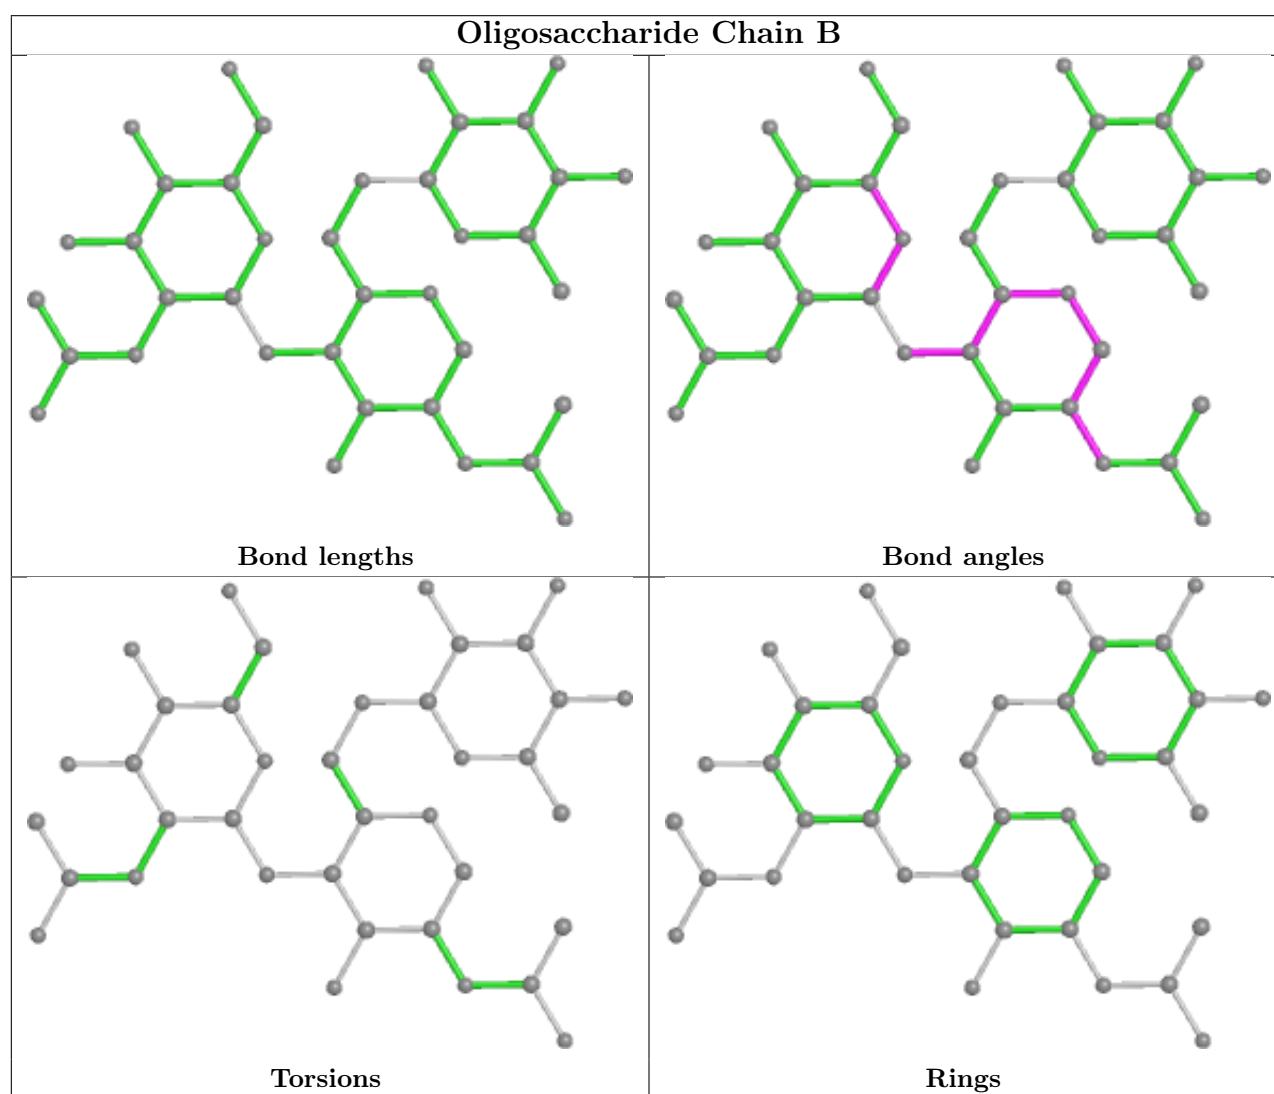 Oligosaccharide Chain B
Bond lengths
Bond angles
Torsions
Rings